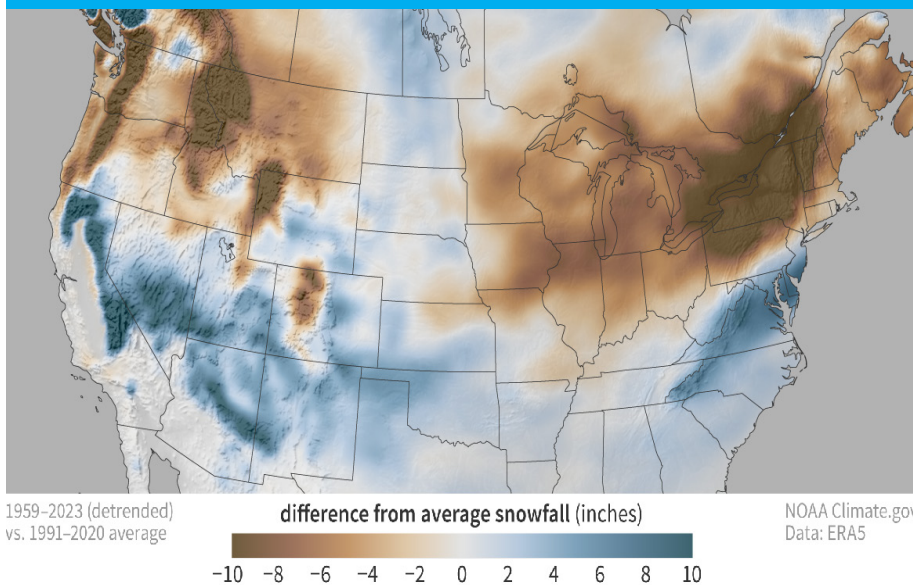 1959–2023 (detrended)
vs. 1991–2020 average
difference from average snowfall (inches)
−10 −8 −6 −4 −2 0 2 4 6 8 10
NOAA Climate.gov
Data: ERA5